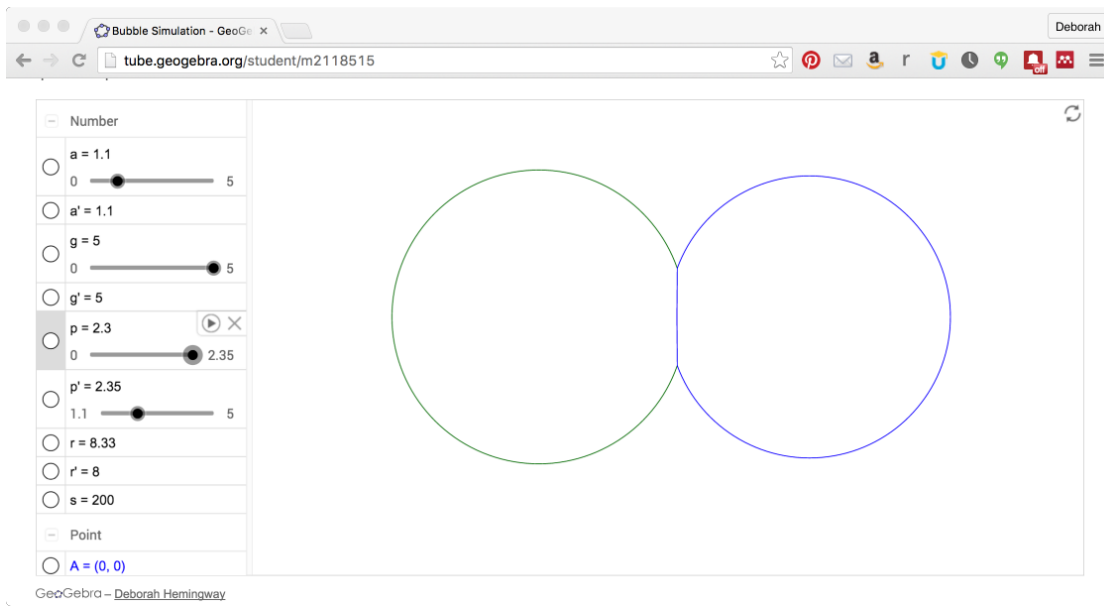 Bubble Simulation - GeoGe
Deborah
tube.geogebra.org/student/m2118515
off
Number
a = 1.1
0 5
a' = 1.1
g = 5
0 5
g' = 5
p = 2.3
0 2.35
p' = 2.35
1.1 5
r = 8.33
r' = 8
s = 200
Point
A = (0, 0)
GeoGebra – Deborah Hemingway